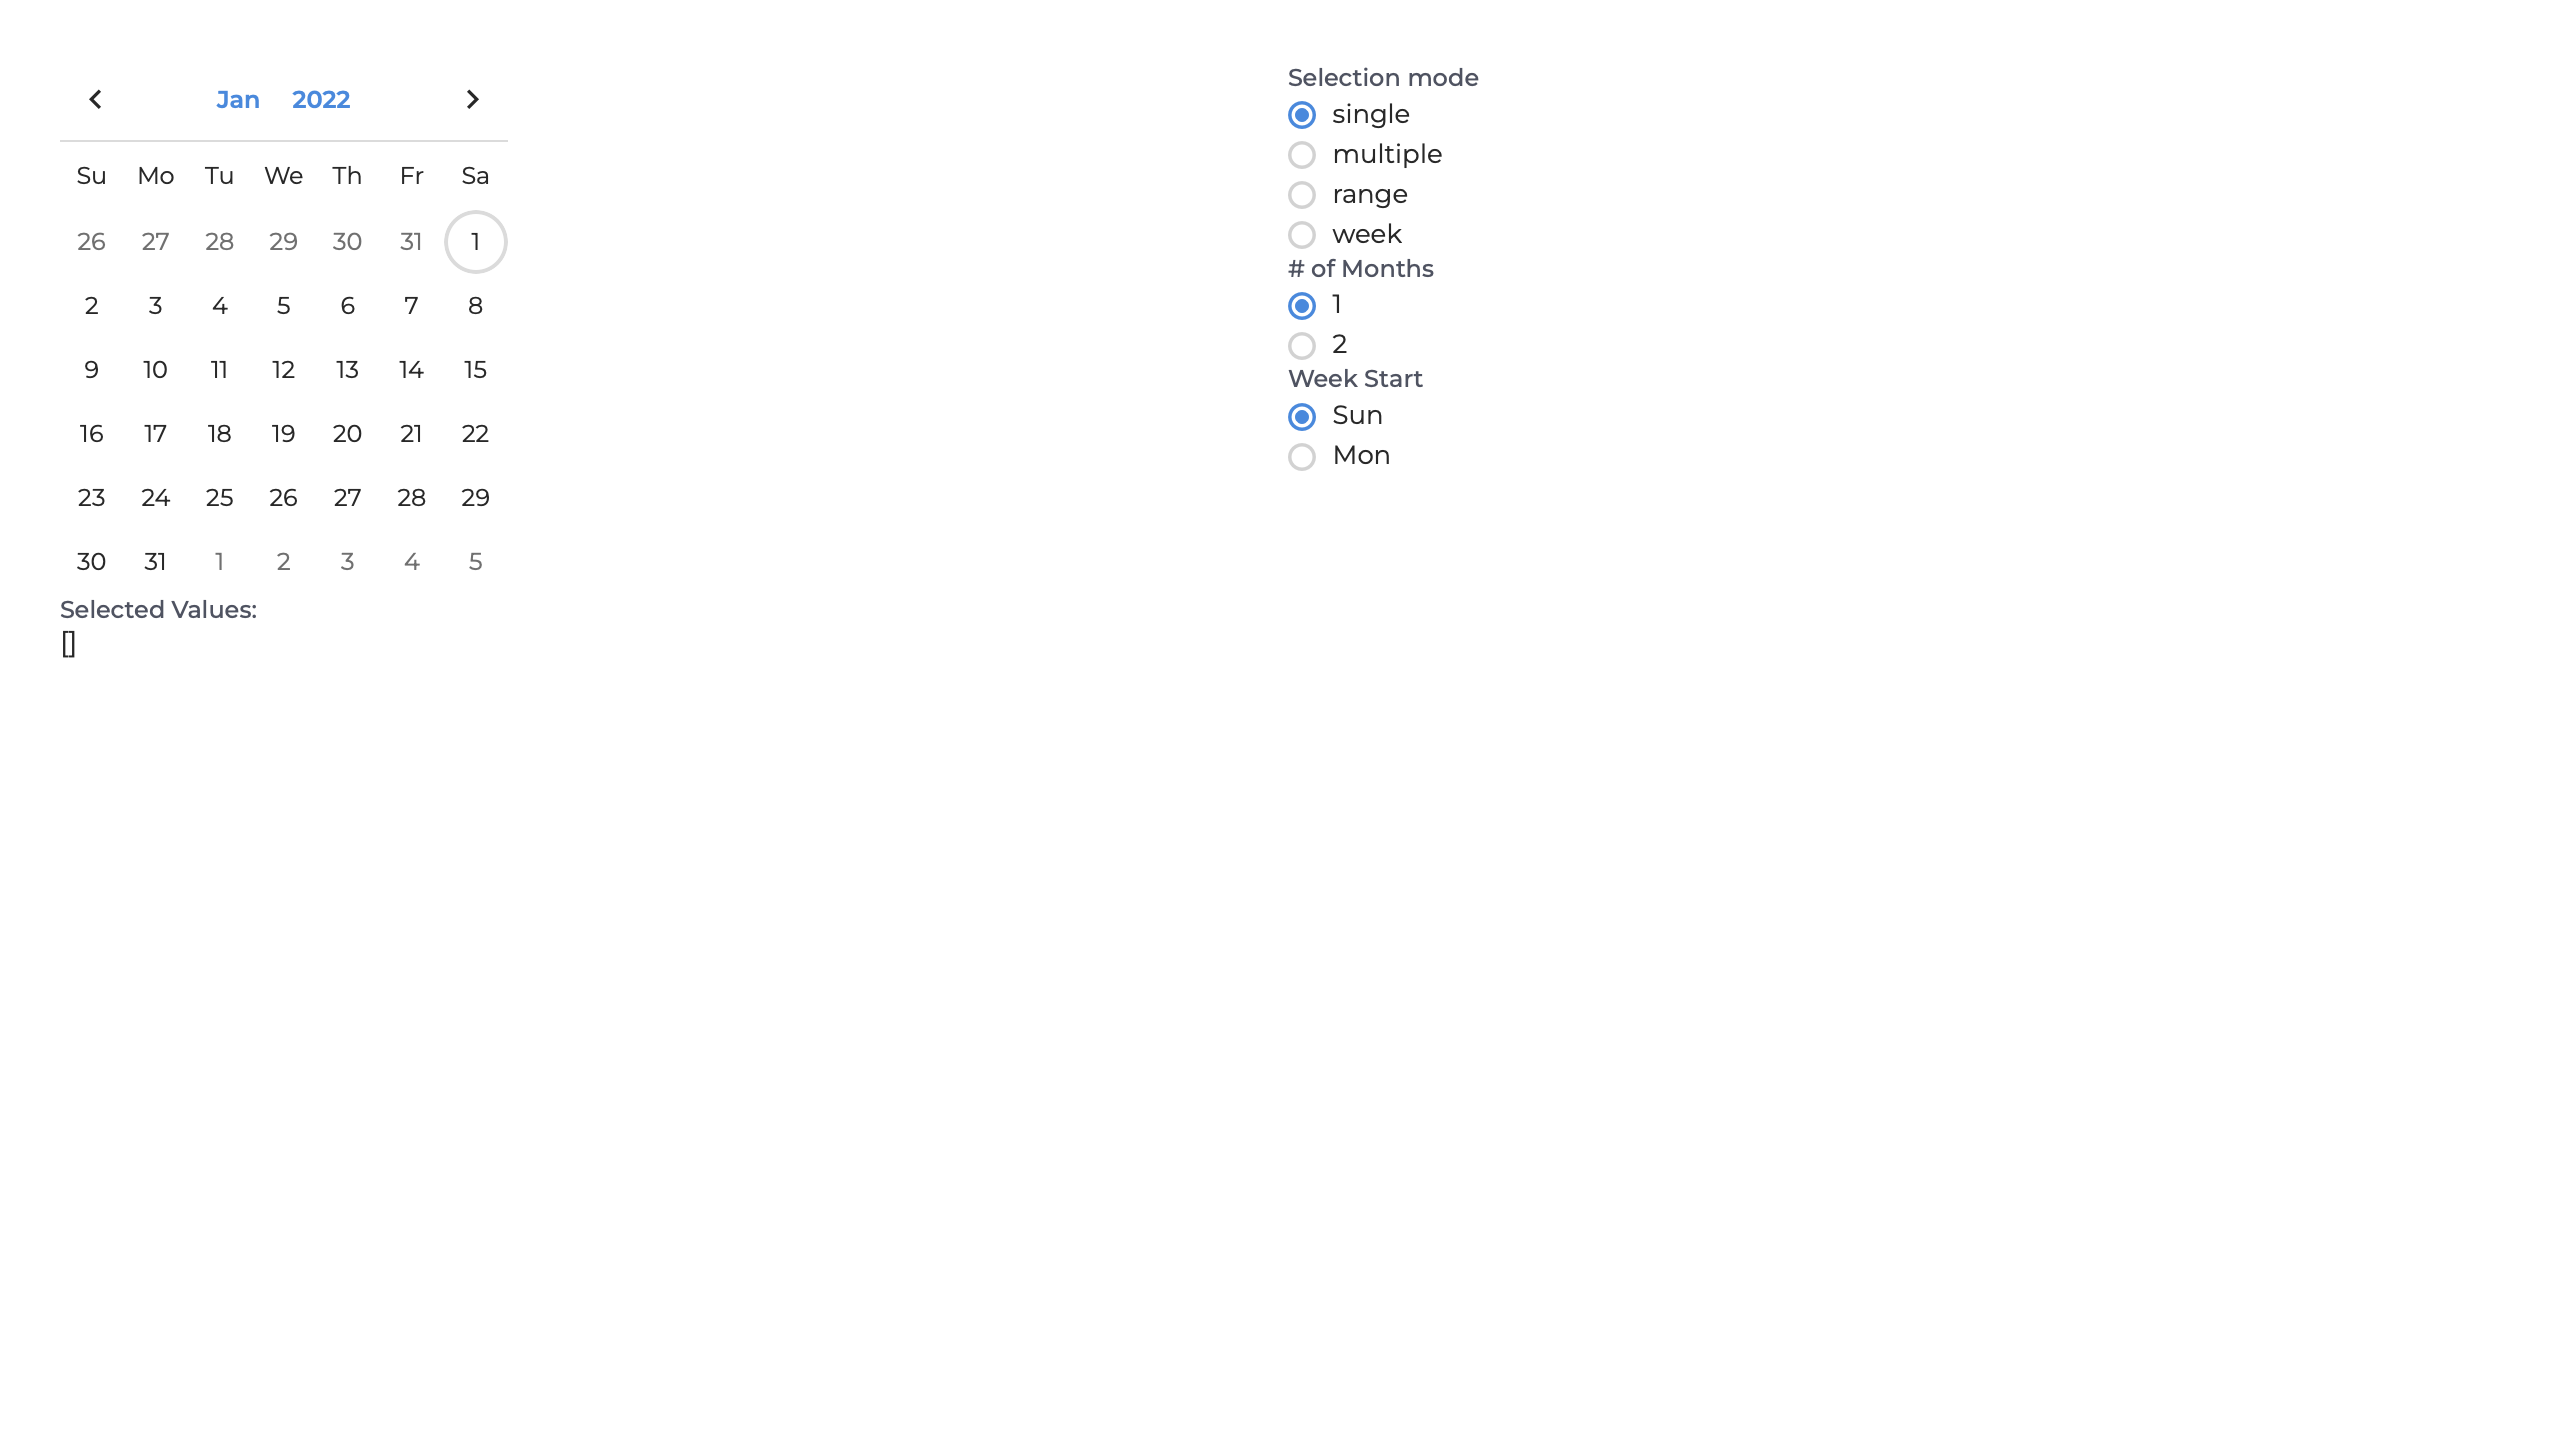 Jan 2022
Su Mo Tu We Th Fr Sa
26 27 28 29 30 31 1
2 3 4 5 6 7 8
9 10 11 12 13 14 15
16 17 18 19 20 21 22
23 24 25 26 27 28 29
30 31 1 2 3 4 5
Selected Values:
[]
Selection mode
single
multiple
range
week
# of Months
1
2
Week Start
Sun
Mon